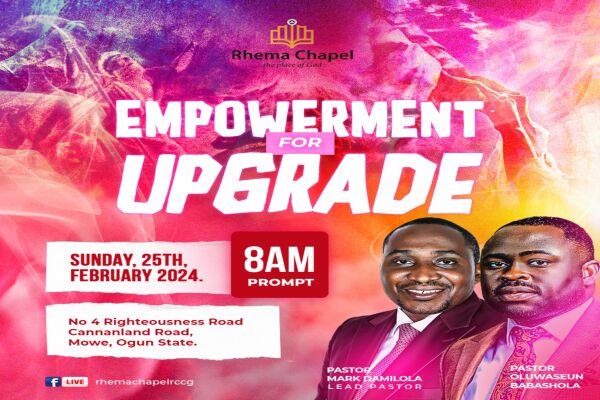 Rhema Chapel
the place of God
EMPOWERMENT
FOR
UPGRADE
SUNDAY, 25TH,
FEBRUARY 2024.
8AM
PROMPT
No 4 Righteousness Road
Cannanland Road,
Mowe, Ogun State.
f LIVE rhemachapelrccg
PASTOR
MARK DAMILOLA
LEAD PASTOR
PASTOR
OLUWASEUN
BABASHOLA